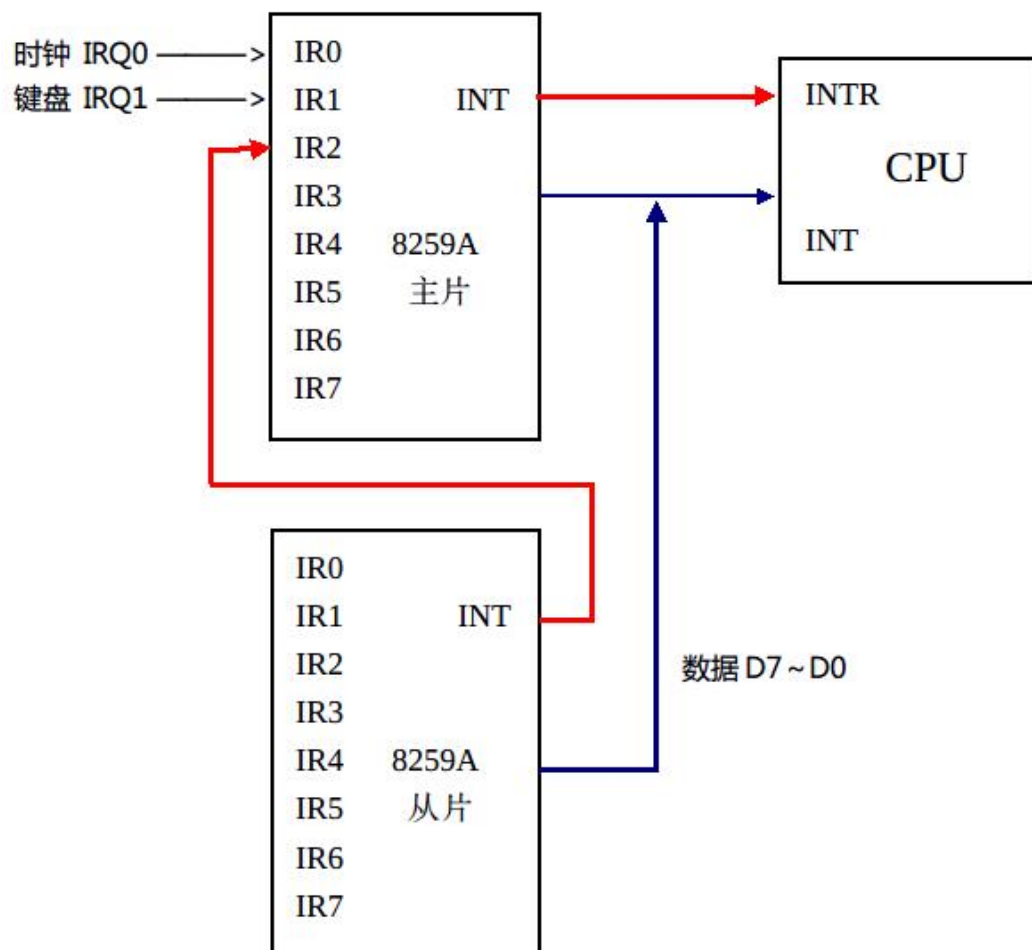 时钟 IRQ0
键盘 IRQ1
IR0
IR1
INT
IR2
IR3
IR4
8259A
IR5
主片
IR6
IR7
INTR
CPU
INT
IR0
IR1
INT
IR2
IR3
IR4
8259A
IR5
从片
IR6
IR7
数据 D7~D0